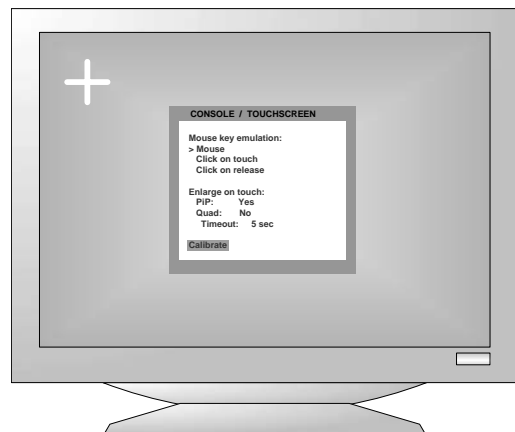 CONSOLE / TOUCHSCREEN
Mouse key emulation:
> Mouse
Click on touch
Click on release
Enlarge on touch:
PiP: Yes
Quad: No
Timeout: 5 sec
Calibrate